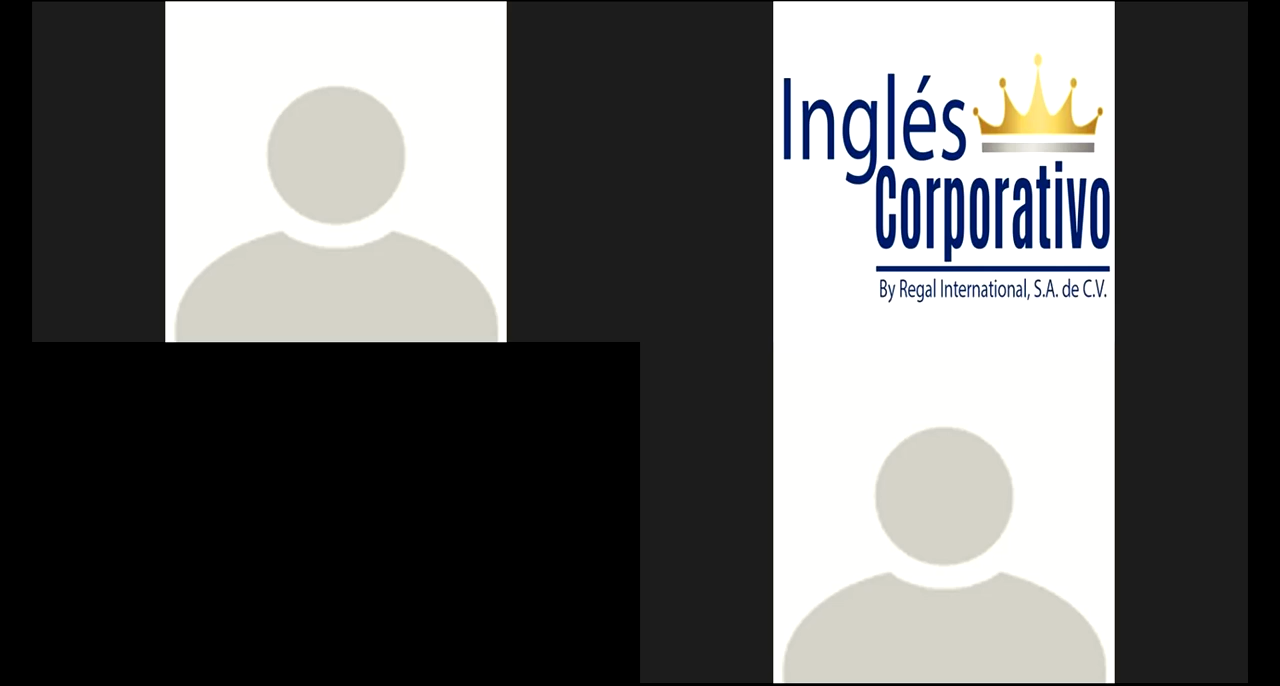 Inglés
Corporativo
By Regal International, S.A. de C.V.